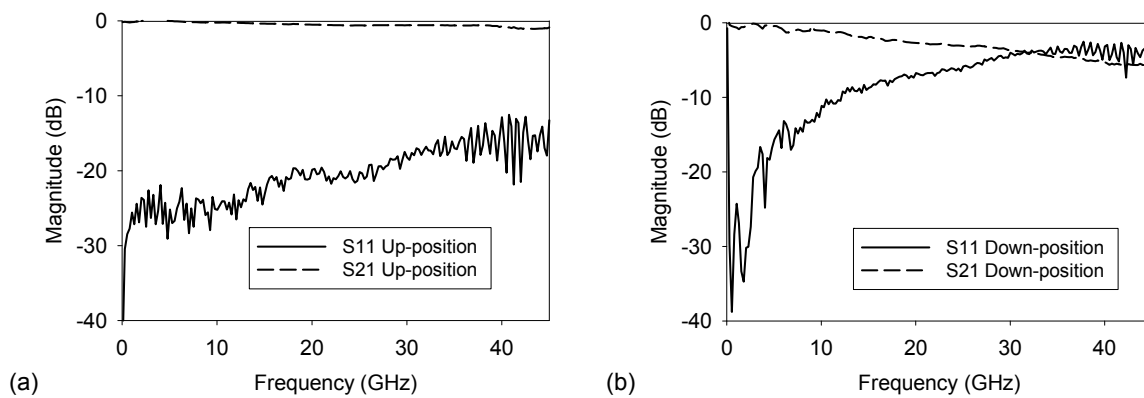 0
-10
-20
-30
-40
Magnitude (dB)
S11 Up-position
S21 Up-position
0 10 20 30 40
Frequency (GHz)
(a)
0
-10
-20
-30
-40
Magnitude (dB)
S11 Down-position
S21 Down-position
0 10 20 30 40
Frequency (GHz)
(b)